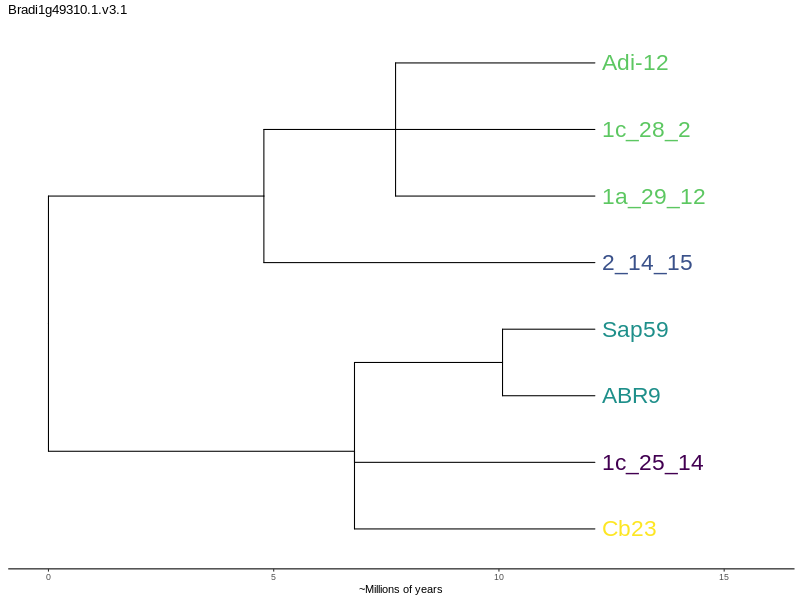 Bradi1g49310.1.v3.1
Adi-12
1c_28_2
1a_29_12
2_14_15
Sap59
ABR9
1c_25_14
Cb23
0 5 10 15
~Millions of years